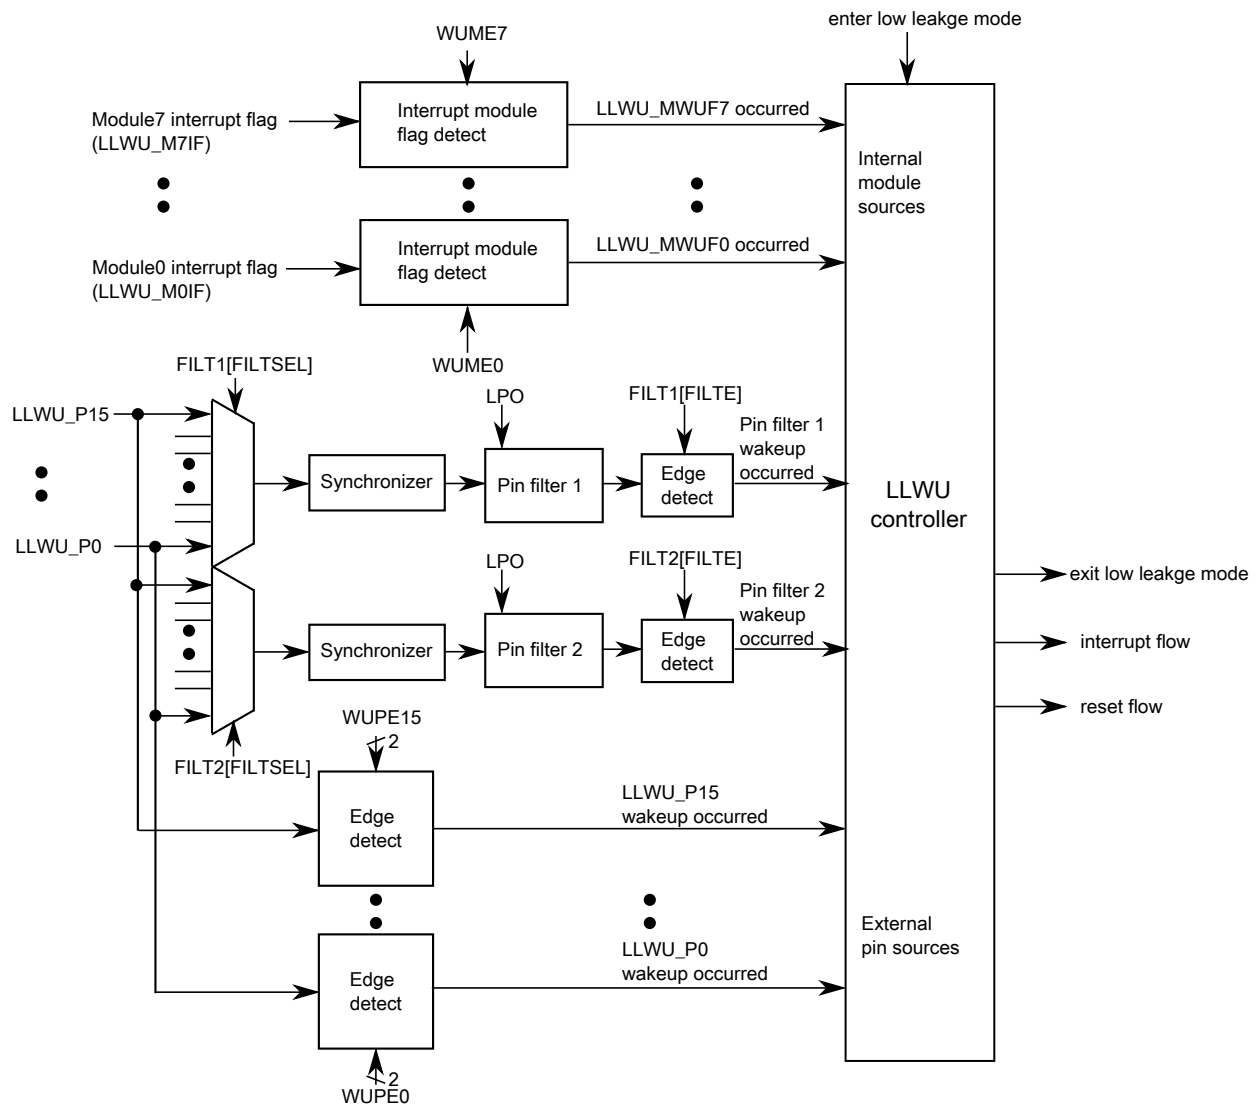 enter low leakge mode
WUME7
Interrupt module
flag detect
LLWU_MWUF7 occurred
Module7 interrupt flag
(LLWU_M7IF)
Internal
module
sources
Interrupt module
flag detect
LLWU_MWUF0 occurred
Module0 interrupt flag
(LLWU_M0IF)
WUME0
FILT1[FILTSEL]
LPO
FILT1[FILTE]
LLWU_P15
Pin filter 1
wakeup
occurred
Synchronizer
Pin filter 1
Edge
detect
LLWU
controller
LLWU_P0
LPO
FILT2[FILTE]
exit low leakge mode
Pin filter 2
wakeup
occurred
Synchronizer
Pin filter 2
Edge
detect
interrupt flow
reset flow
WUPE15
2
FILT2[FILTSEL]
Edge
detect
LLWU_P15
wakeup occurred
External
pin sources
LLWU_P0
wakeup occurred
Edge
detect
2
WUPE0